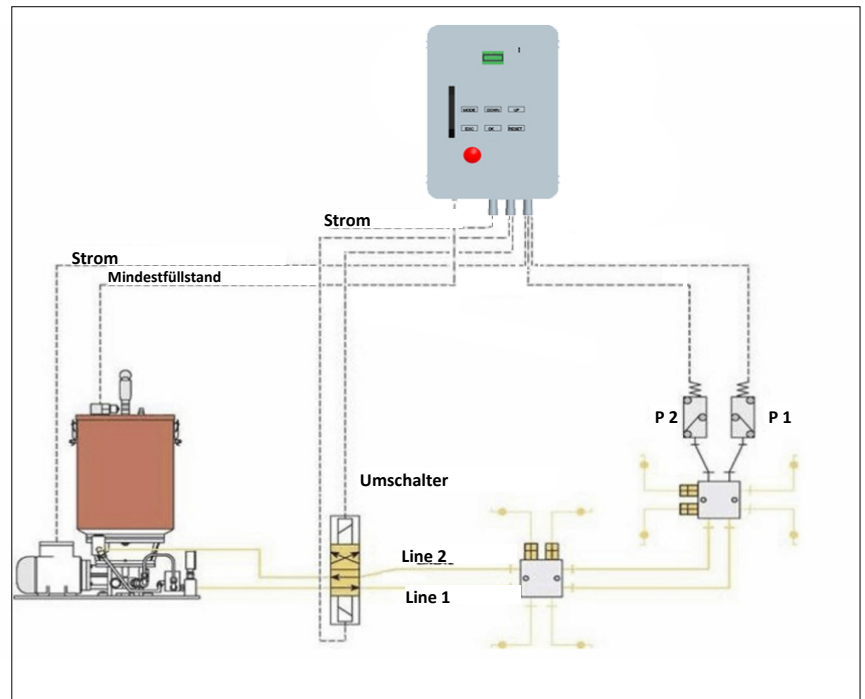 MODE DOWN UP
ESC OK RESET
Strom
Strom
Mindestfüllstand
P 2 P 1
Umschalter
Line 2
Line 1